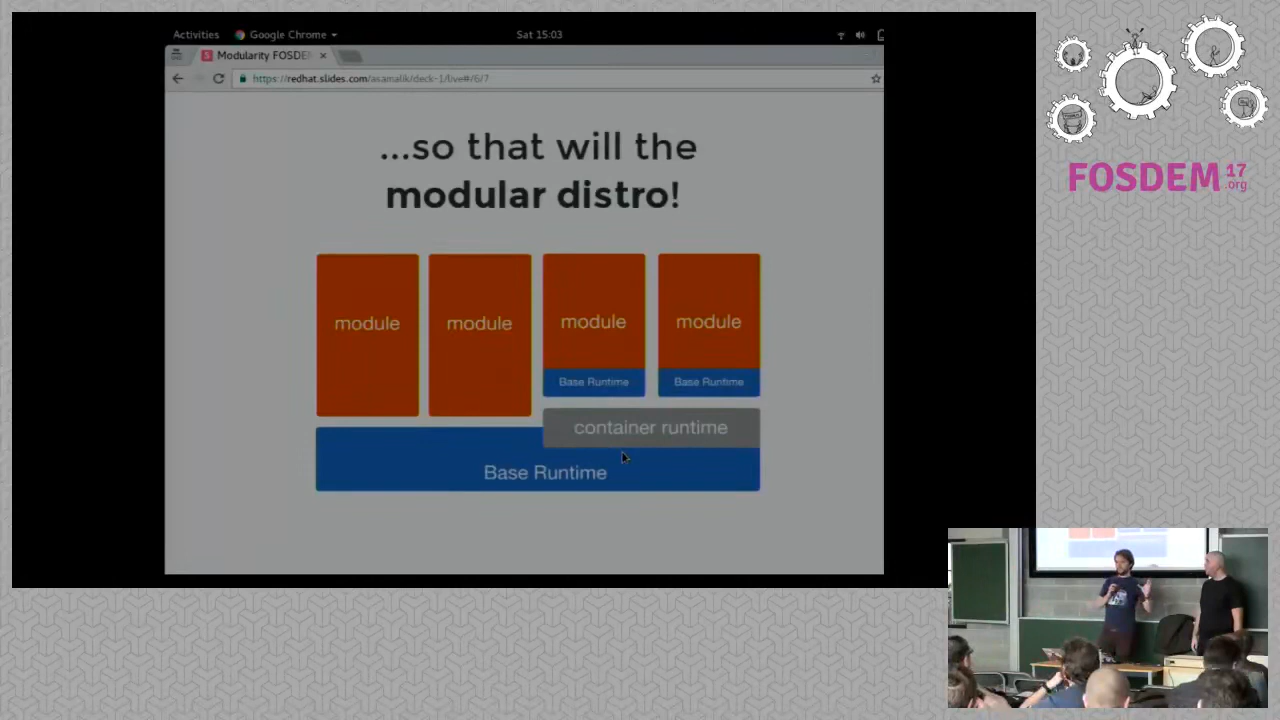 Activities
Google Chrome
Sat 15:03
Modularity FOSDE
https://redhat.slides.com/asamalik/deck-1/live#/6/7
...so that will the
modular distro!
module
module
module
module
Base Runtime
Base Runtime
container runtime
Base Runtime
FOSDEM 17
.org